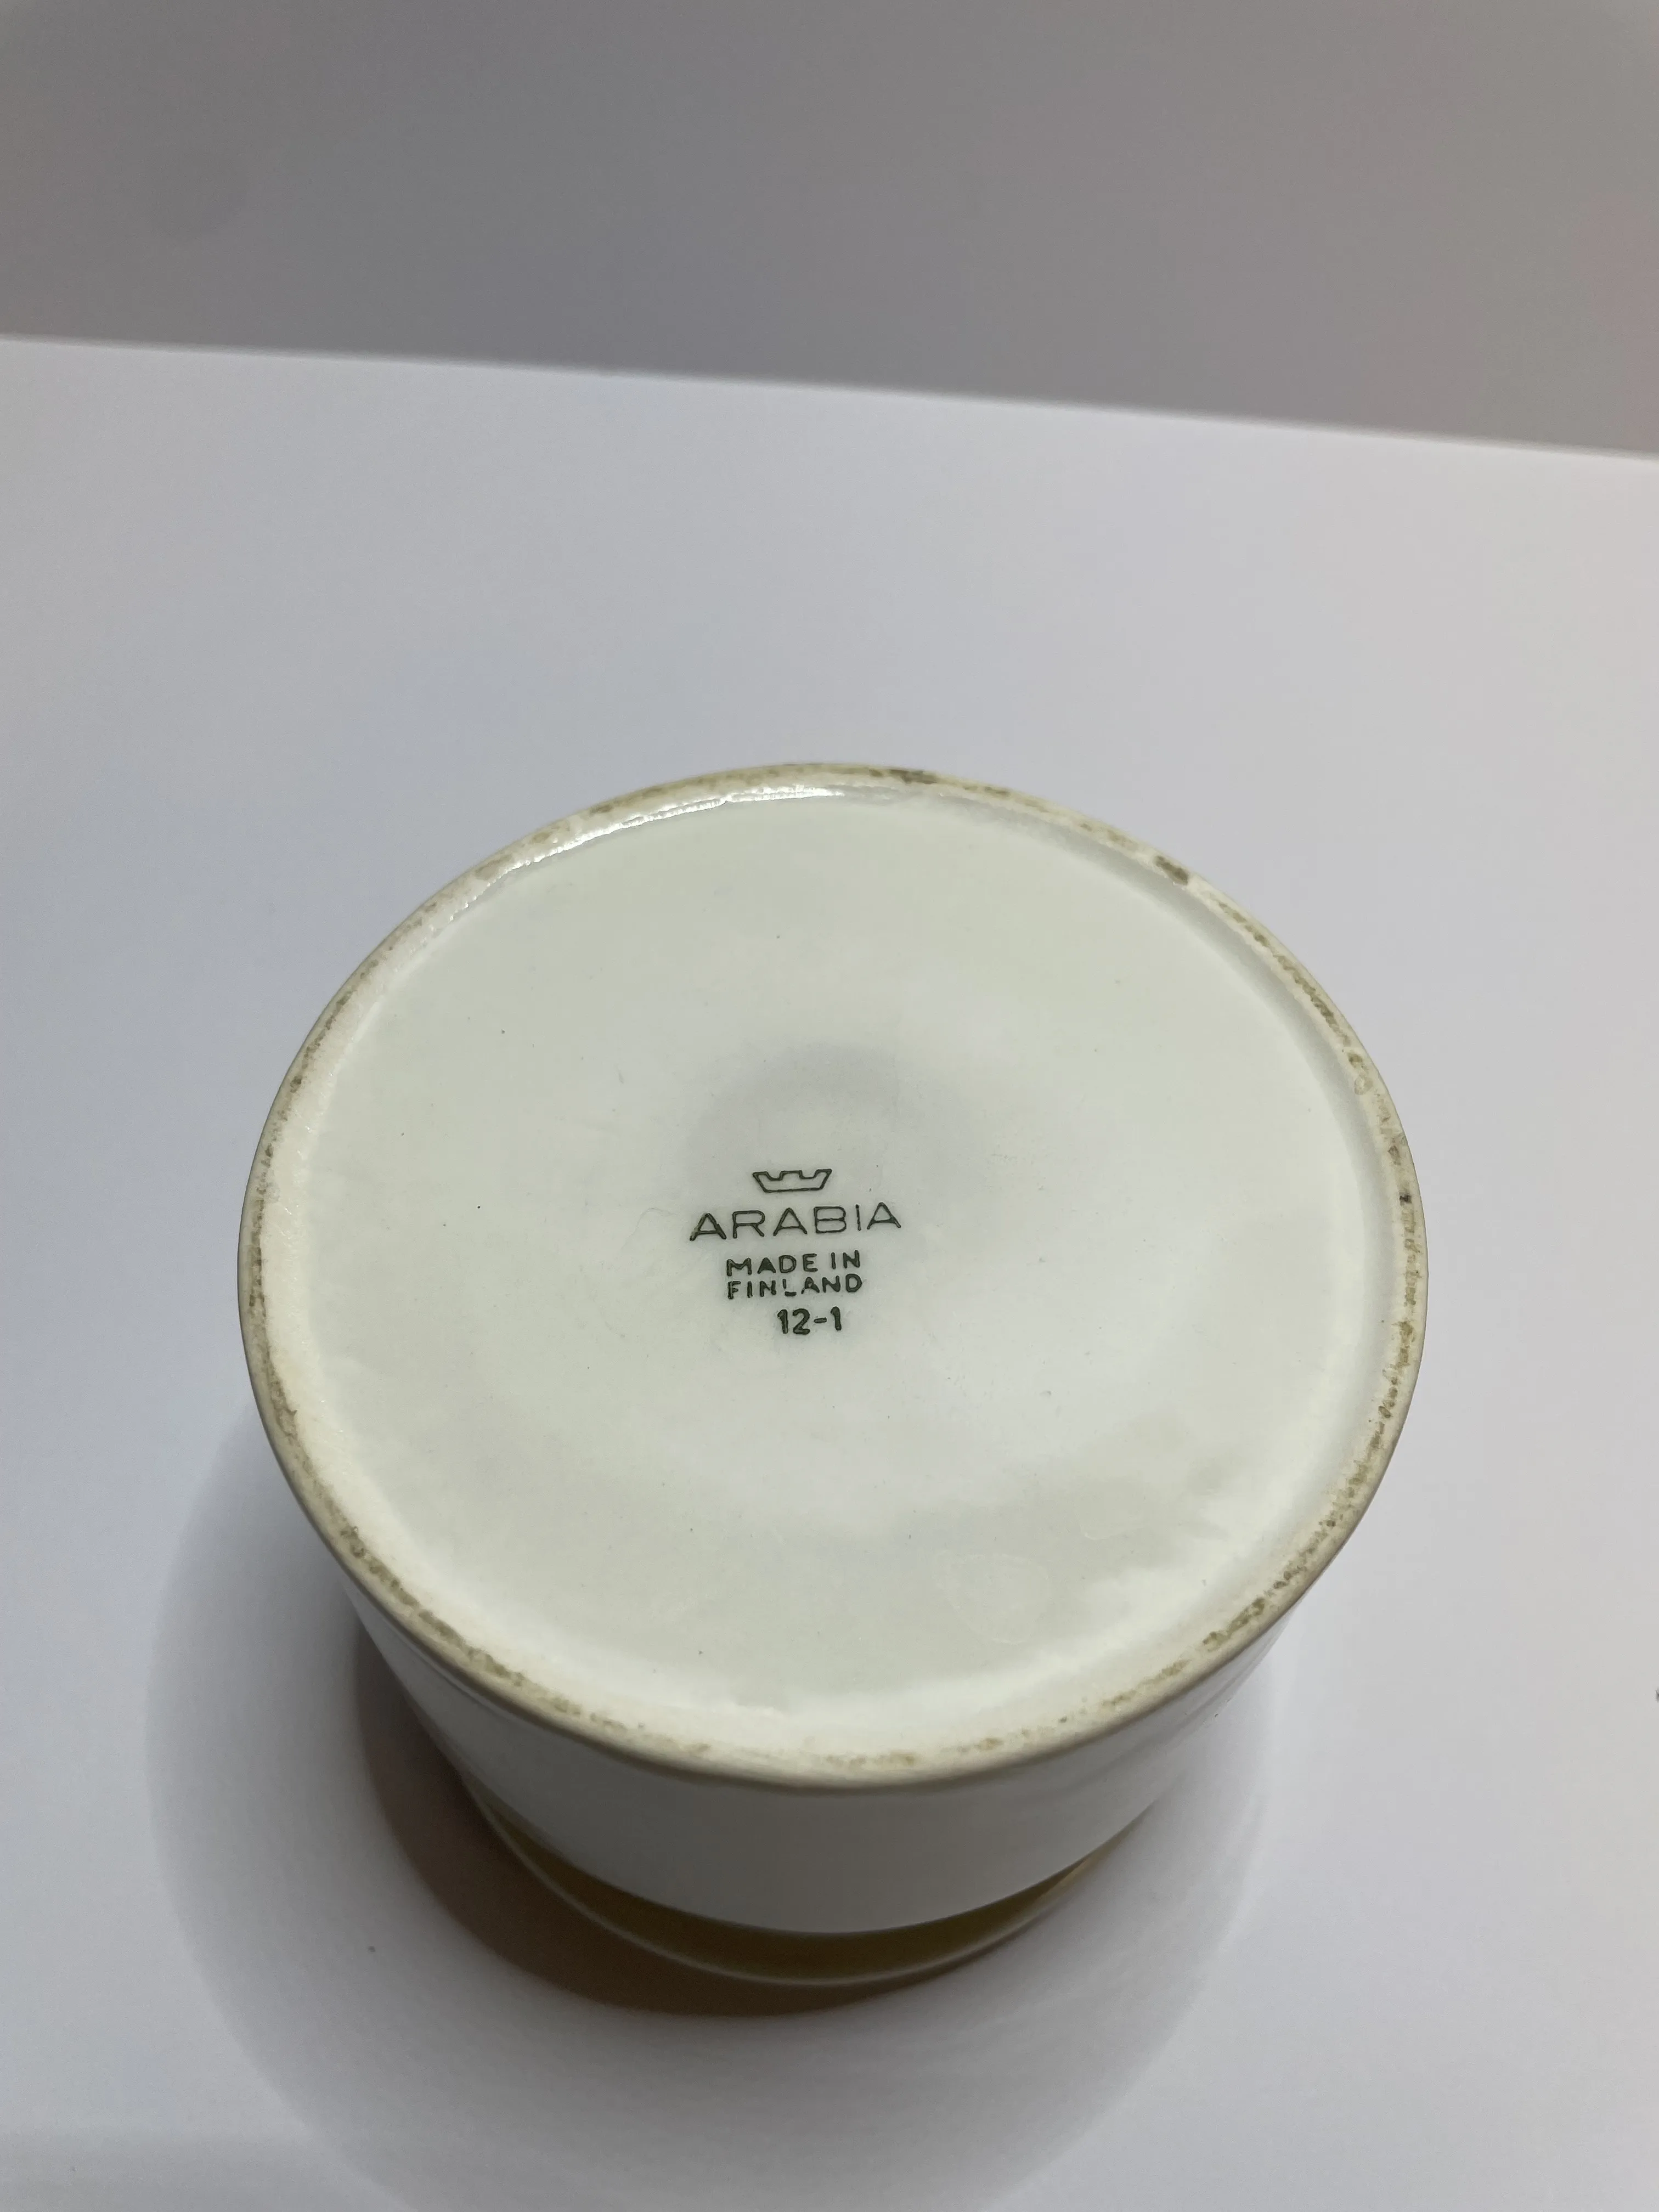 ARABIA
MADE IN
FINLAND
12-1